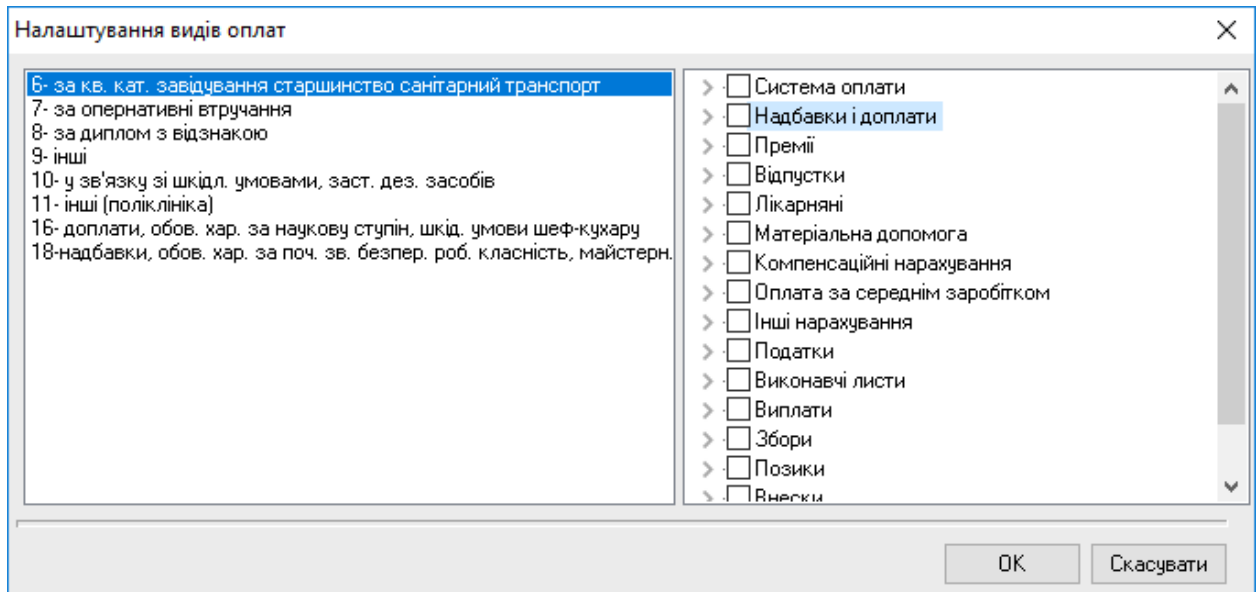 Налаштування видів оплат
6- за кв. кат. завідування старшинство санітарний транспорт
7- за опернативні втручання
8- за диплом з відзнакою
9- інші
10- у зв'язку зі шкідл. умовами, заст. дез. засобів
11- інші (поліклініка)
16- доплати, обов. хар. за наукову ступін, шкід. умови шеф-кухару
18-надбавки, обов. хар. за поч. зв. безпер. роб. класність, майстерн.
Система оплати
Надбавки і доплати
Премії
Відпустки
Лікарняні
Матеріальна допомога
Компенсаційні нарахування
Оплата за середнім заробітком
Інші нарахування
Податки
Виконавчі листи
Виплати
Збори
Позики
Внески
OK
Скасувати